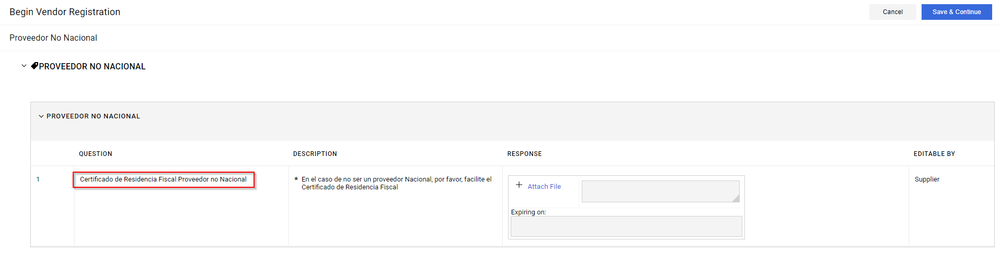 Begin Vendor Registration
Cancel
Save & Continue
Proveedor No Nacional
PROVEEDOR NO NACIONAL
PROVEEDOR NO NACIONAL
QUESTION
DESCRIPTION
RESPONSE
EDITABLE BY
1
Certificado de Residencia Fiscal Proveedor no Nacional
* En el caso de no ser un proveedor Nacional, por favor, facilite el
Certificado de Residencia Fiscal
+ Attach File
Expiring on:
Supplier